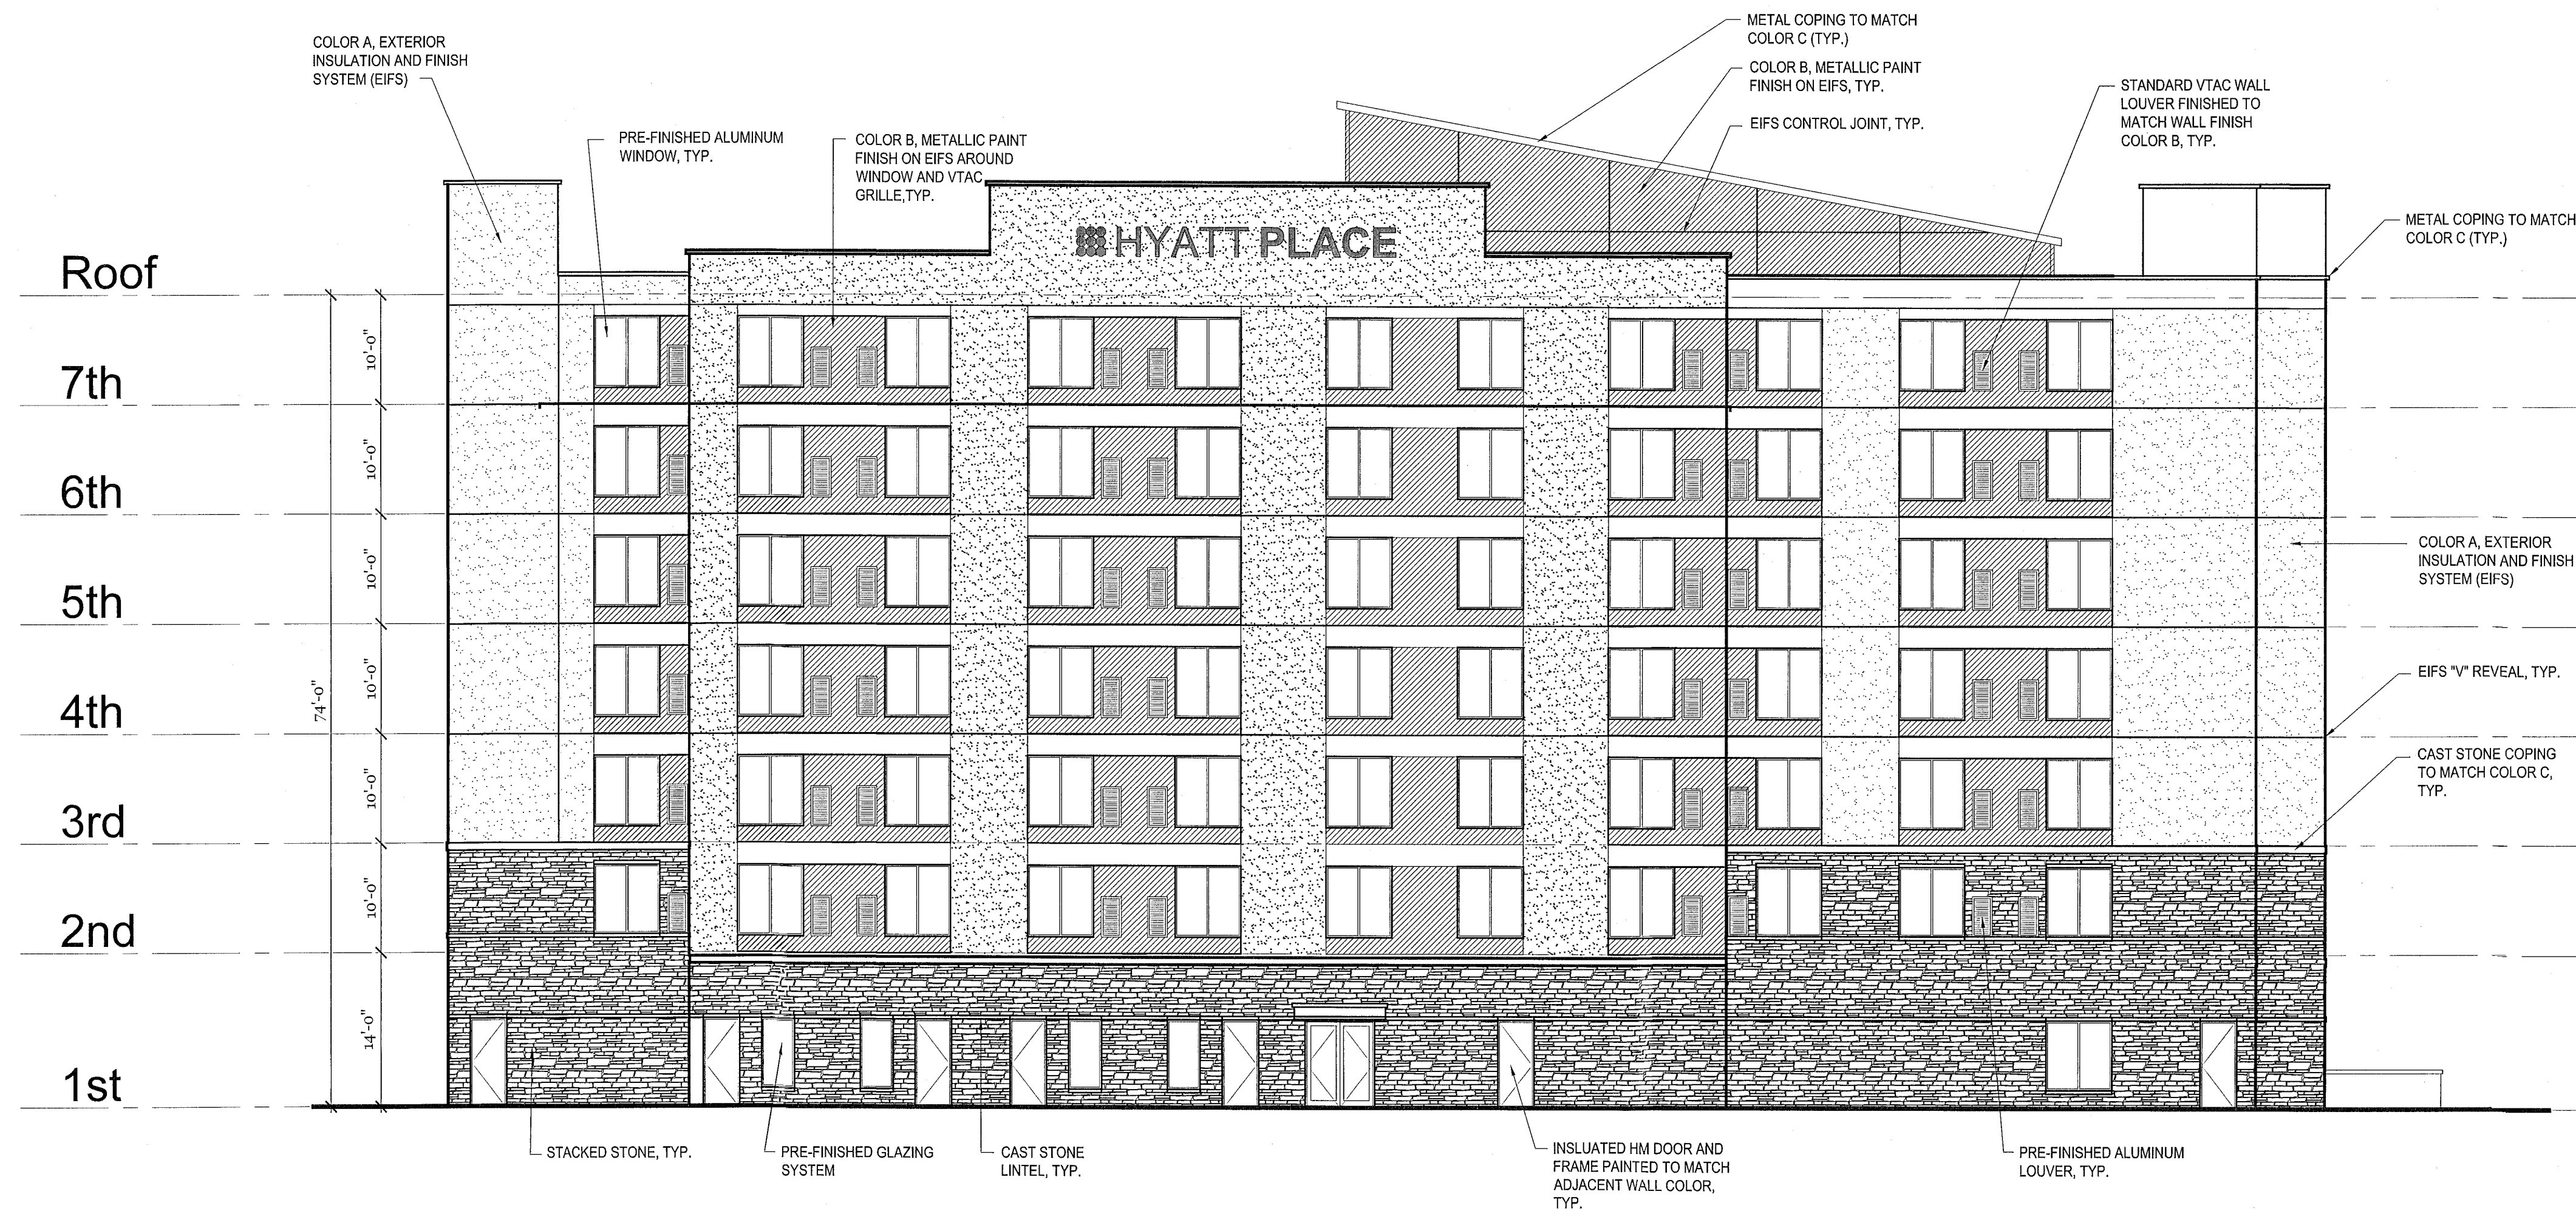 METAL COPING TO MATCH
COLOR C (TYP.)
COLOR A, EXTERIOR
INSULATION AND FINISH
SYSTEM (EIFS)
COLOR B, METALLIC PAINT
FINISH ON EIFS, TYP.
STANDARD VTAC WALL
LOUVER FINISHED TO
MATCH WALL FINISH
COLOR B, TYP.
EIFS CONTROL JOINT, TYP.
PRE-FINISHED ALUMINUM
WINDOW, TYP.
COLOR B, METALLIC PAINT
FINISH ON EIFS AROUND
WINDOW AND VTAC
GRILLE,TYP.
METAL COPING TO MATCH
COLOR C (TYP.)
HYATT PLACE
Roof
10'-0"
7th
10'-0"
6th
10'-0"
5th
COLOR A, EXTERIOR
INSULATION AND FINISH
SYSTEM (EIFS)
10'-0"
74'-0"
4th
EIFS "V" REVEAL, TYP.
10'-0"
3rd
CAST STONE COPING
TO MATCH COLOR C,
TYP.
10'-0"
2nd
14'-0"
1st
STACKED STONE, TYP.
PRE-FINISHED GLAZING
SYSTEM
CAST STONE
LINTEL, TYP.
INSLUATED HM DOOR AND
FRAME PAINTED TO MATCH
ADJACENT WALL COLOR,
TYP.
PRE-FINISHED ALUMINUM
LOUVER, TYP.